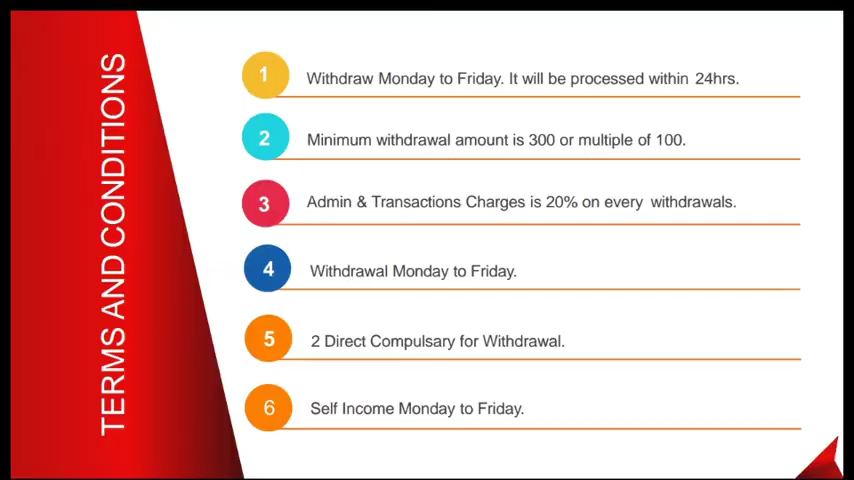 TERMS AND CONDITIONS
1 Withdraw Monday to Friday. It will be processed within 24hrs.
2 Minimum withdrawal amount is 300 or multiple of 100.
3 Admin & Transactions Charges is 20% on every withdrawals.
4 Withdrawal Monday to Friday.
5 2 Direct Compulsary for Withdrawal.
6 Self Income Monday to Friday.